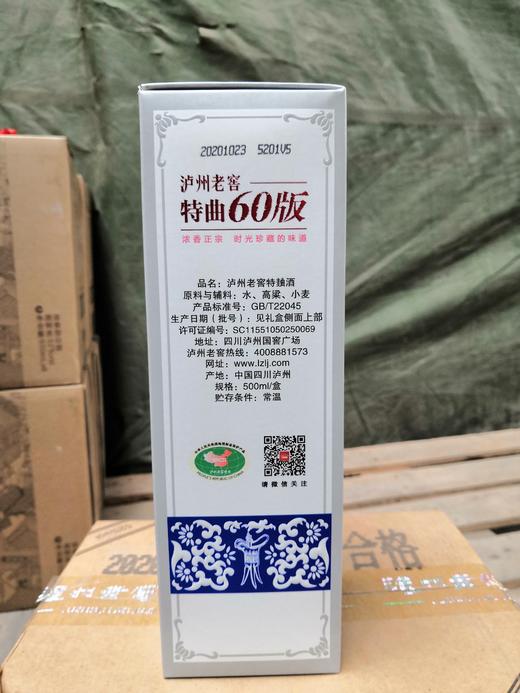 20201023 5201V5
泸州老窖
特曲60版
浓香正宗 时光珍藏的味道
品名：泸州老窖特麯酒
原料与辅料：水、高粱、小麦
产品标准号：GB/T22045
生产日期（批号）：见礼盒侧面上部
许可证编号：SC11551050250069
地址：四川泸州国窖广场
泸州老窖热线：4008881573
网址：www.lzlj.com
产地：中国四川泸州
规格：500ml/盒
贮存条件：常温
请微信关注
合格